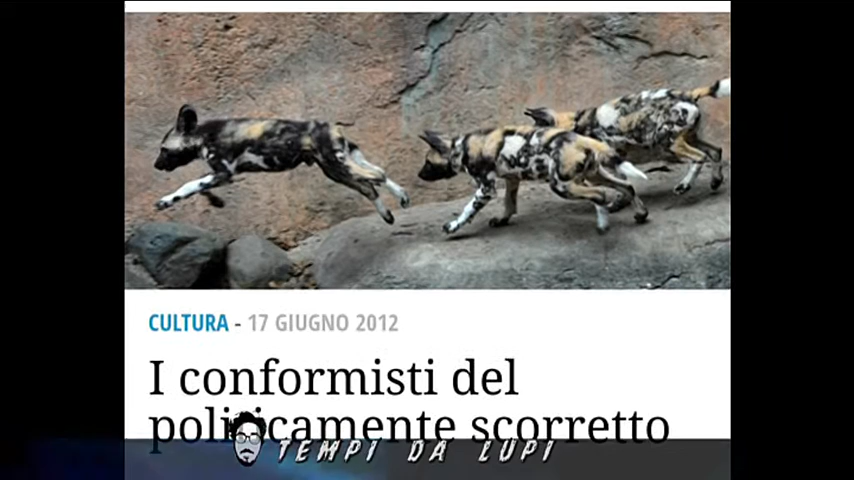 CULTURA - 17 GIUGNO 2012
I conformisti del
politicamente scorretto
TEMPI DA LUPI